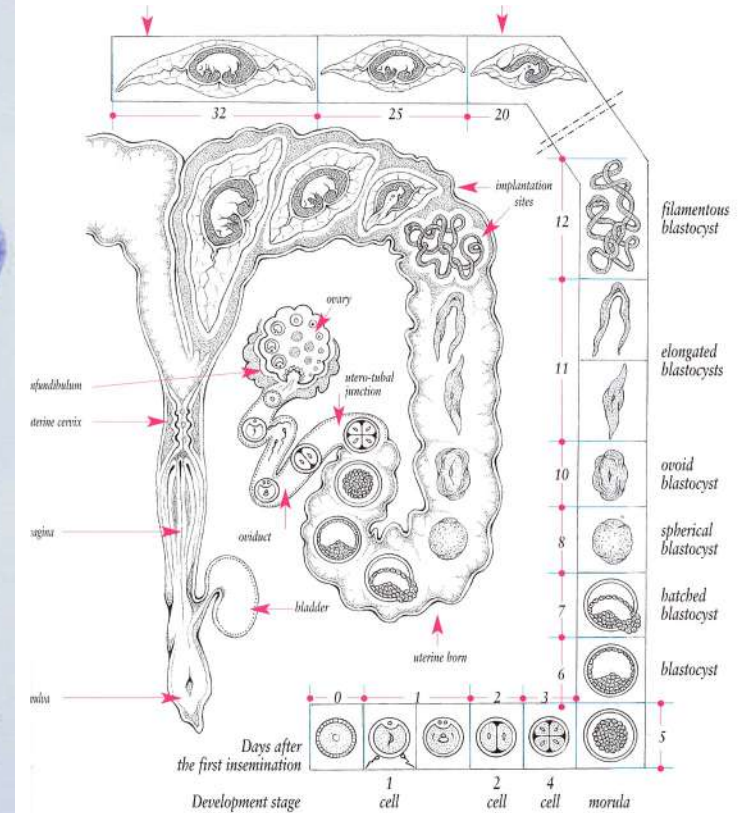 32
25
20
implantation
sites
12
filamentous
blastocyst
ovary
nfundibulum
utero-tubal
junction
11
elongated
blastocysts
uterine cervix
10
ovoid
blastocyst
vagina
oviduct
8
spherical
blastocyst
7
hatched
blastocyst
bladder
uterine horn
6
blastocyst
vulva
0 1 2 3
5
Days after
the first insemination
1 2 4
Development stage cell cell cell morula